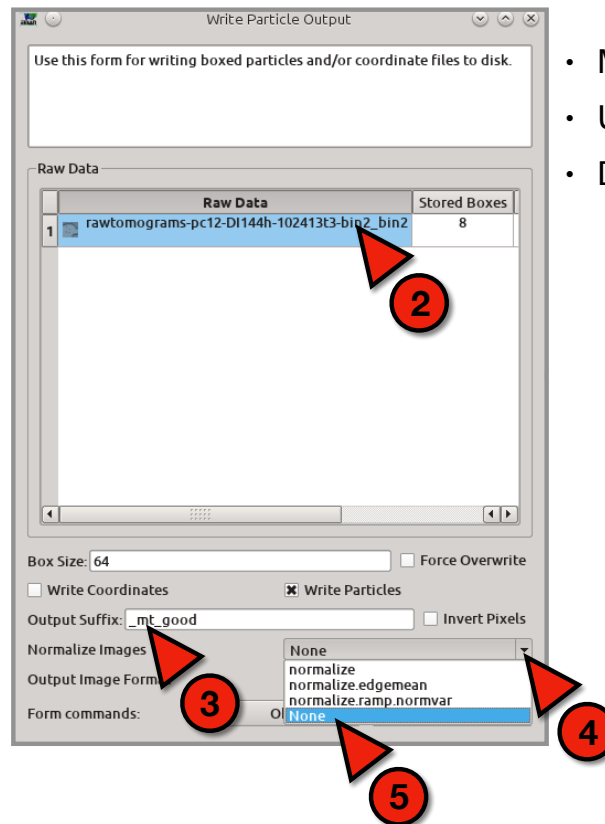 Write Particle Output
Use this form for writing boxed particles and/or coordinate files to disk.
Raw Data
Raw Data Stored Boxes
1 rawtomograms-pc12-DI144h-102413t3-bin2_bin2 8
2
Box Size: 64 Force Overwrite
Write Coordinates Write Particles
Output Suffix: _mt_good Invert Pixels
Normalize Images None
normalize
normalize.edgemean
Output Image
normalize.ramp.normvar
None
Form commands:
3
4
5